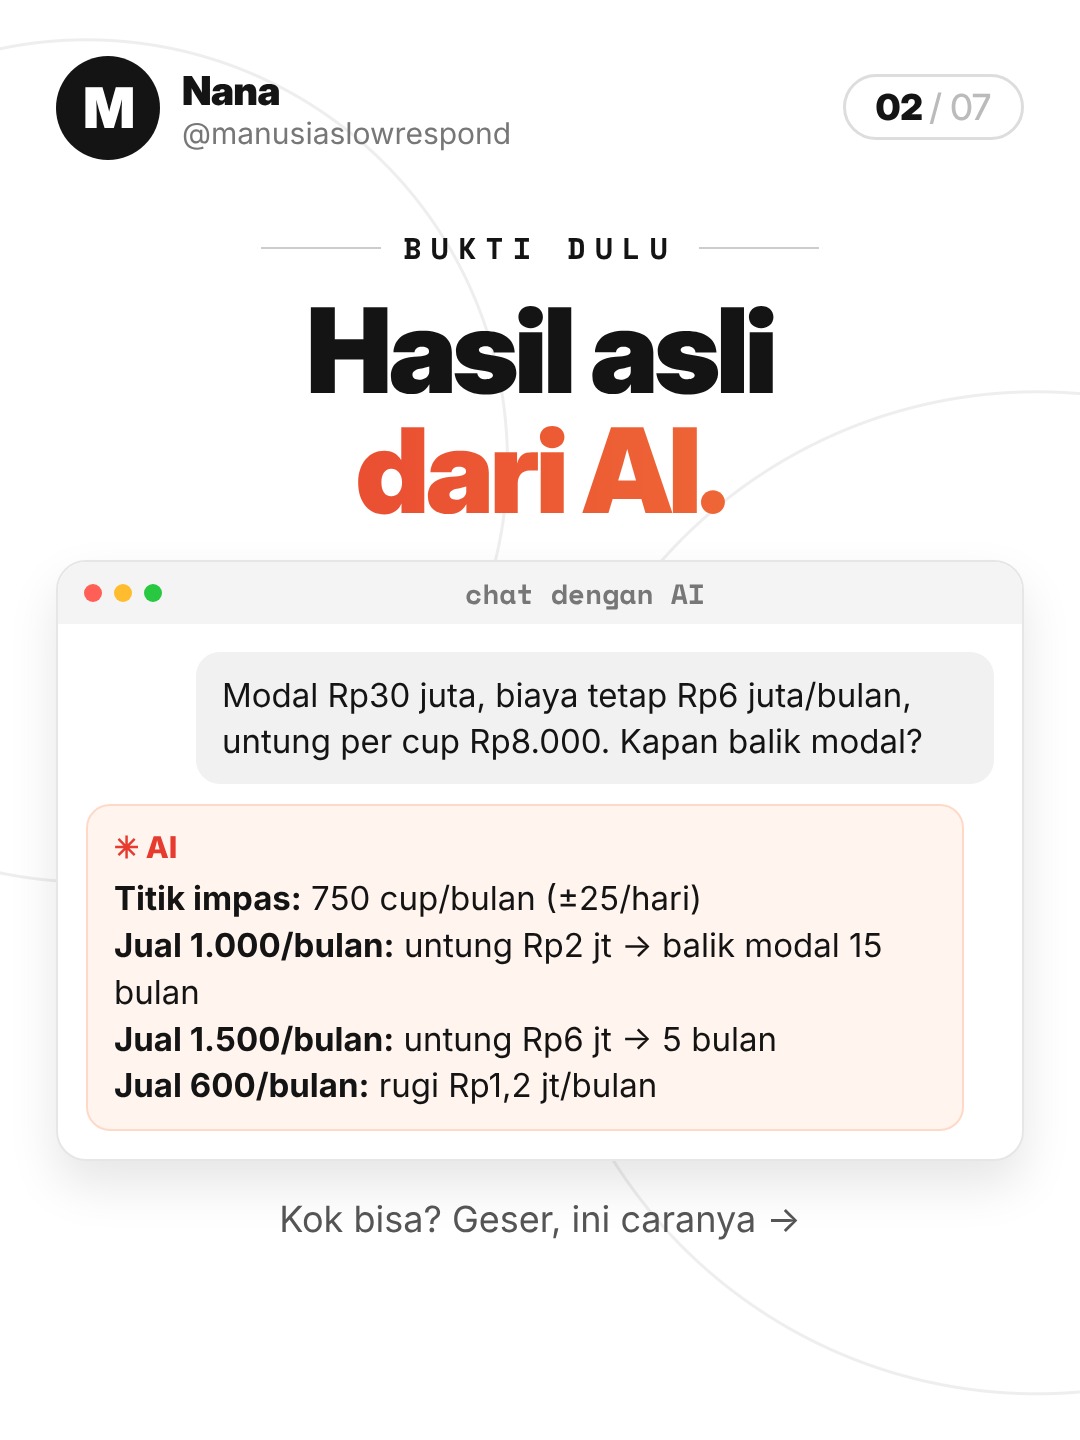 M
Nana
@manusiaslowrespond
02 / 07
BUKTI DULU
Hasil asli
dari AI.
chat dengan AI
Modal Rp30 juta, biaya tetap Rp6 juta/bulan,
untung per cup Rp8.000. Kapan balik modal?
✳ AI
Titik impas: 750 cup/bulan (±25/hari)
Jual 1.000/bulan: untung Rp2 jt → balik modal 15
bulan
Jual 1.500/bulan: untung Rp6 jt → 5 bulan
Jual 600/bulan: rugi Rp1,2 jt/bulan
Kok bisa? Geser, ini caranya →